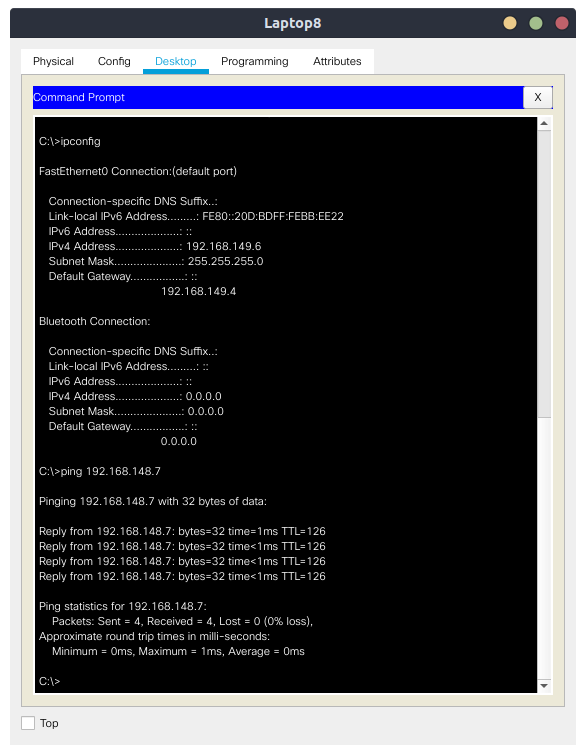 Laptop8
Physical Config Desktop Programming Attributes
Command Prompt X
C:\>ipconfig
FastEthernet0 Connection:(default port)
Connection-specific DNS Suffix..:
Link-local IPv6 Address.........: FE80::20D:BDFF:FEBB:EE22
IPv6 Address....................: ::
IPv4 Address....................: 192.168.149.6
Subnet Mask.....................: 255.255.255.0
Default Gateway.................: ::
192.168.149.4
Bluetooth Connection:
Connection-specific DNS Suffix..:
Link-local IPv6 Address.........: ::
IPv6 Address....................: ::
IPv4 Address....................: 0.0.0.0
Subnet Mask.....................: 0.0.0.0
Default Gateway.................: ::
0.0.0.0
C:\>ping 192.168.148.7
Pinging 192.168.148.7 with 32 bytes of data:
Reply from 192.168.148.7: bytes=32 time=1ms TTL=126
Reply from 192.168.148.7: bytes=32 time<1ms TTL=126
Reply from 192.168.148.7: bytes=32 time<1ms TTL=126
Reply from 192.168.148.7: bytes=32 time<1ms TTL=126
Ping statistics for 192.168.148.7:
Packets: Sent = 4, Received = 4, Lost = 0 (0% loss),
Approximate round trip times in milli-seconds:
Minimum = 0ms, Maximum = 1ms, Average = 0ms
C:\>
Top